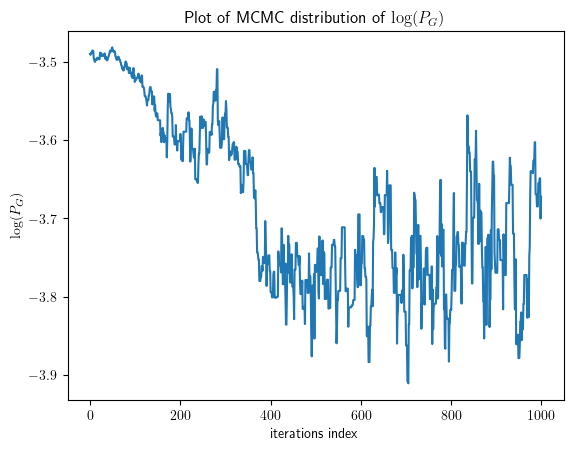 Plot of MCMC distribution of log(P_G)
log(P_G)
−3.5
−3.6
−3.7
−3.8
−3.9
0 200 400 600 800 1000
iterations index